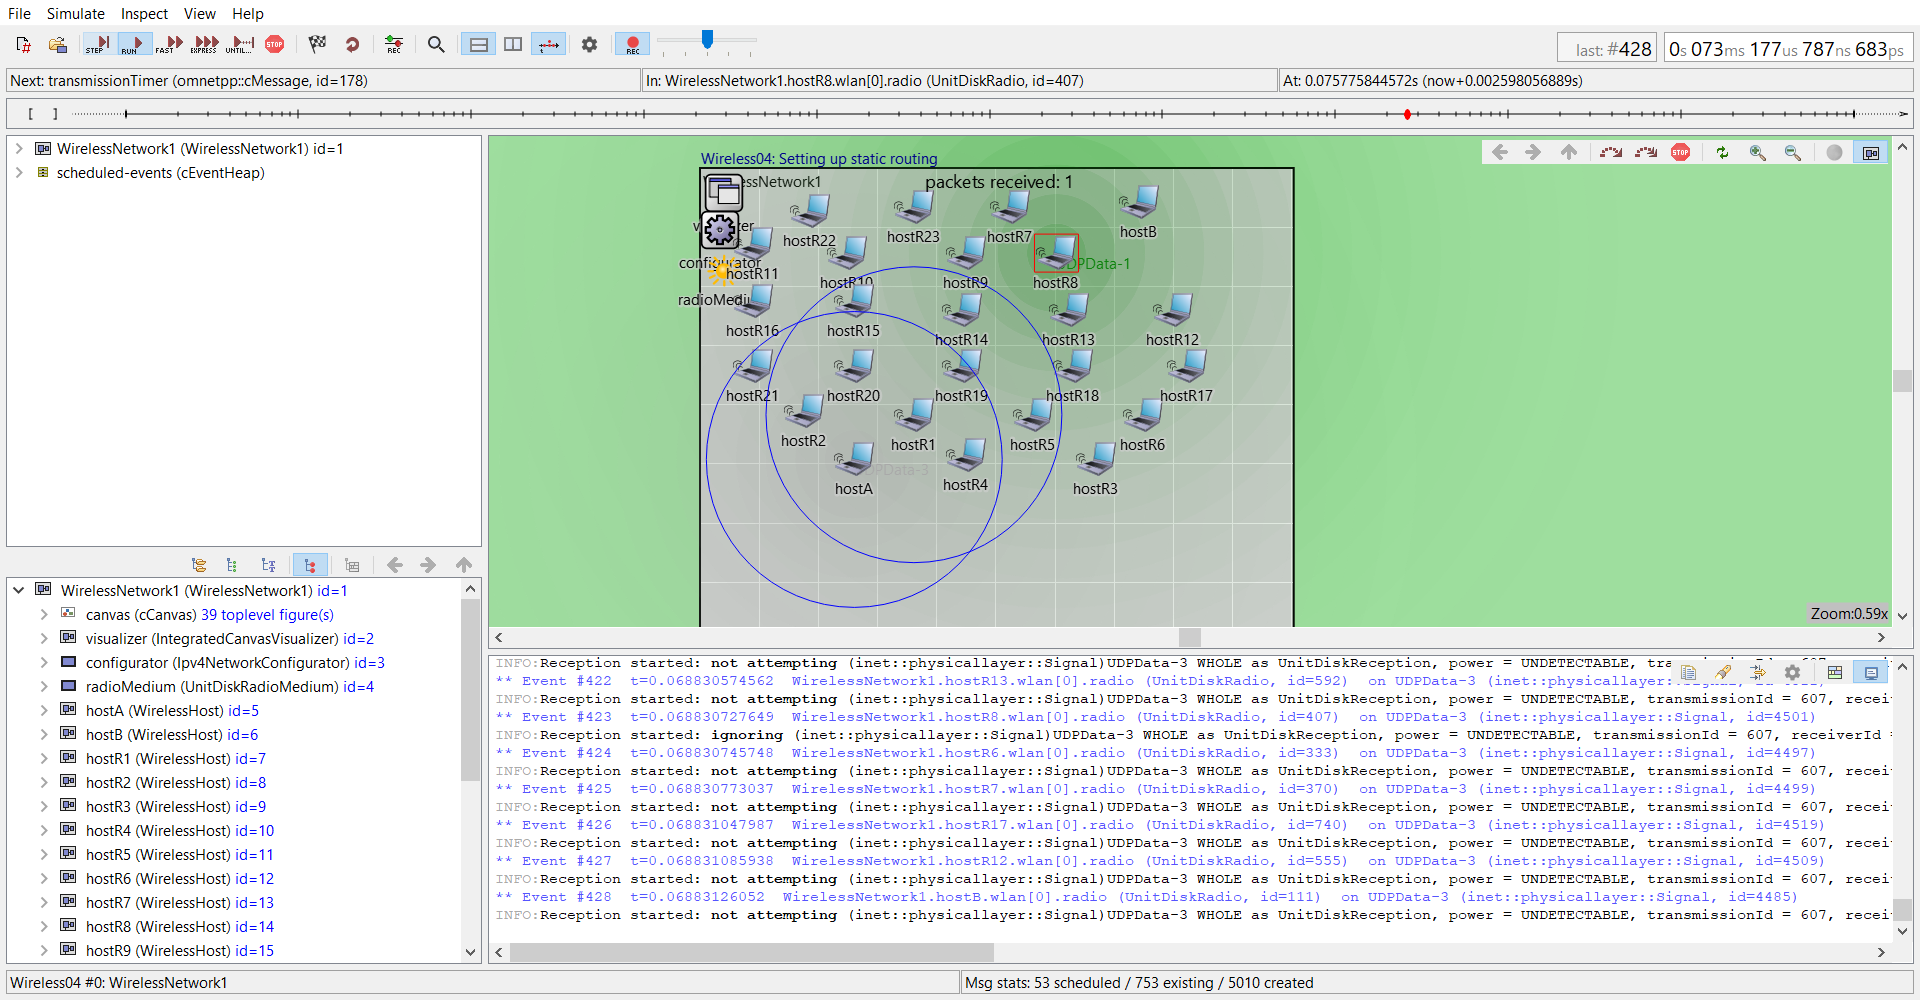 File Simulate Inspect View Help
STEP RUN FAST EXPRESS UNTIL... STOP REC REC
last: #428 0s 073ms 177us 787ns 683ps
Next: transmissionTimer (omnetpp::cMessage, id=178) In: WirelessNetwork1.hostR8.wlan[0].radio (UnitDiskRadio, id=407) At: 0.075775844572s (now+0.002598056889s)
[ ]
WirelessNetwork1 (WirelessNetwork1) id=1
scheduled-events (cEventHeap)
WirelessNetwork1 (WirelessNetwork1) id=1
canvas (cCanvas) 39 toplevel figure(s)
visualizer (IntegratedCanvasVisualizer) id=2
configurator (Ipv4NetworkConfigurator) id=3
radioMedium (UnitDiskRadioMedium) id=4
hostA (WirelessHost) id=5
hostB (WirelessHost) id=6
hostR1 (WirelessHost) id=7
hostR2 (WirelessHost) id=8
hostR3 (WirelessHost) id=9
hostR4 (WirelessHost) id=10
hostR5 (WirelessHost) id=11
hostR6 (WirelessHost) id=12
hostR7 (WirelessHost) id=13
hostR8 (WirelessHost) id=14
hostR9 (WirelessHost) id=15
Wireless04: Setting up static routing
STOP
essNetwork1 packets received: 1
hostR22 hostR23 hostR7 hostB
configurator hostR11 hostR10 hostR9 hostR8 DPData-1
radioMediu
hostR16 hostR15 hostR14 hostR13 hostR12
hostR21 hostR20 hostR19 hostR18 hostR17
hostR2 hostR1 hostR5 hostR6
PData-3
hostA hostR4 hostR3
Zoom:0.59x
INFO:Reception started: not attempting (inet::physicallayer::Signal)UDPData-3 WHOLE as UnitDiskReception, power = UNDETECTABLE, transmissionId = 607, recei
** Event #422 t=0.068830574562 WirelessNetwork1.hostR13.wlan[0].radio (UnitDiskRadio, id=592) on UDPData-3 (inet::physicallayer::Signal,
INFO:Reception started: not attempting (inet::physicallayer::Signal)UDPData-3 WHOLE as UnitDiskReception, power = UNDETECTABLE, transmissionId = 607, recei
** Event #423 t=0.068830727649 WirelessNetwork1.hostR8.wlan[0].radio (UnitDiskRadio, id=407) on UDPData-3 (inet::physicallayer::Signal, id=4501)
INFO:Reception started: ignoring (inet::physicallayer::Signal)UDPData-3 WHOLE as UnitDiskReception, power = UNDETECTABLE, transmissionId = 607, receiverId =
** Event #424 t=0.068830745748 WirelessNetwork1.hostR6.wlan[0].radio (UnitDiskRadio, id=333) on UDPData-3 (inet::physicallayer::Signal, id=4497)
INFO:Reception started: not attempting (inet::physicallayer::Signal)UDPData-3 WHOLE as UnitDiskReception, power = UNDETECTABLE, transmissionId = 607, recei
** Event #425 t=0.068830773037 WirelessNetwork1.hostR7.wlan[0].radio (UnitDiskRadio, id=370) on UDPData-3 (inet::physicallayer::Signal, id=4499)
INFO:Reception started: not attempting (inet::physicallayer::Signal)UDPData-3 WHOLE as UnitDiskReception, power = UNDETECTABLE, transmissionId = 607, recei
** Event #426 t=0.068831047987 WirelessNetwork1.hostR17.wlan[0].radio (UnitDiskRadio, id=740) on UDPData-3 (inet::physicallayer::Signal, id=4519)
INFO:Reception started: not attempting (inet::physicallayer::Signal)UDPData-3 WHOLE as UnitDiskReception, power = UNDETECTABLE, transmissionId = 607, recei
** Event #427 t=0.068831085938 WirelessNetwork1.hostR12.wlan[0].radio (UnitDiskRadio, id=555) on UDPData-3 (inet::physicallayer::Signal, id=4509)
INFO:Reception started: not attempting (inet::physicallayer::Signal)UDPData-3 WHOLE as UnitDiskReception, power = UNDETECTABLE, transmissionId = 607, recei
** Event #428 t=0.06883126052 WirelessNetwork1.hostB.wlan[0].radio (UnitDiskRadio, id=111) on UDPData-3 (inet::physicallayer::Signal, id=4485)
INFO:Reception started: not attempting (inet::physicallayer::Signal)UDPData-3 WHOLE as UnitDiskReception, power = UNDETECTABLE, transmissionId = 607, recei
Wireless04 #0: WirelessNetwork1 Msg stats: 53 scheduled / 753 existing / 5010 created